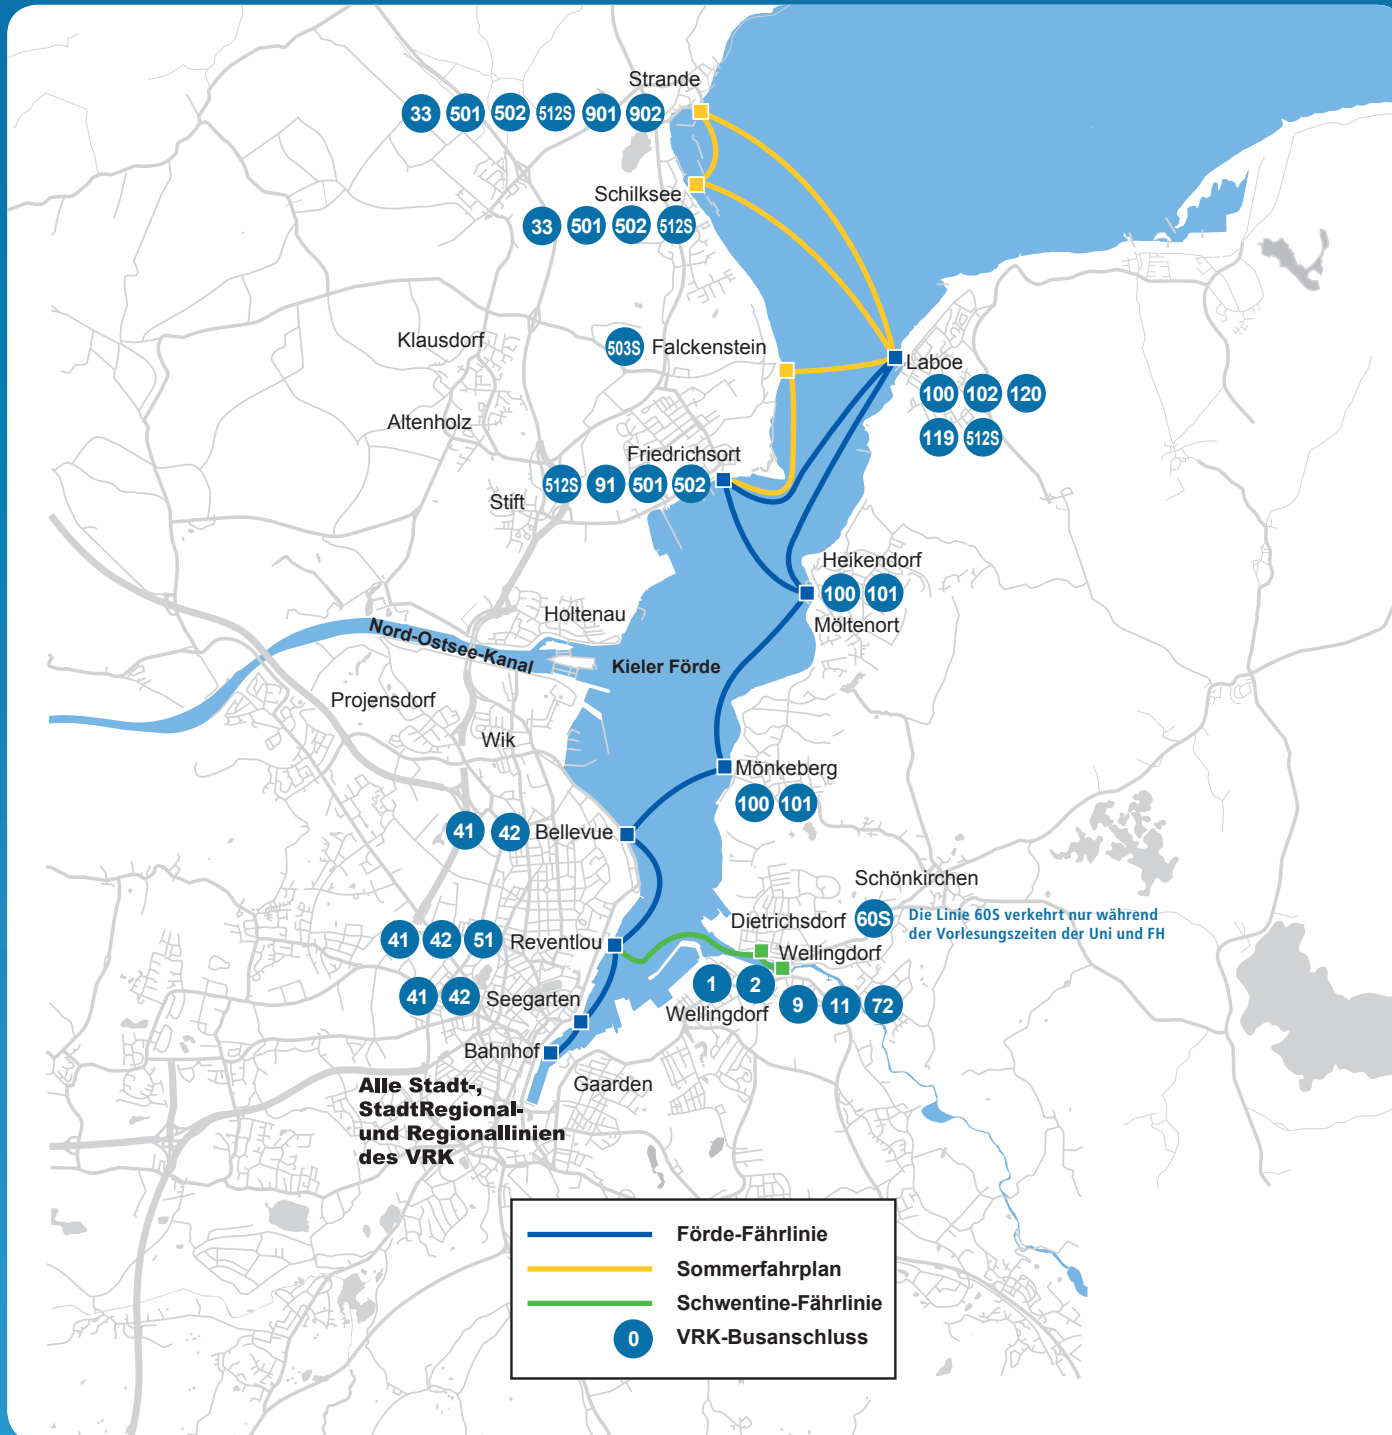 Strande
33 501 502 512S 901 902
Schilksee
33 501 502 512S
Klausdorf
503S Falckenstein
Laboe
100 102 120
119 512S
Altenholz
Friedrichsort
512S 91 501 502
Stift
Heikendorf
100 101
Möltenort
Holtenau
Nord-Ostsee-Kanal
Kieler Förde
Projensdorf
Wik
Mönkeberg
100 101
41 42 Bellevue
Schönkirchen
Dietrichsdorf 60S
Die Linie 60S verkehrt nur während
der Vorlesungszeiten der Uni und FH
41 42 51 Reventlou
Wellingdorf
1 2
41 42 Seegarten
9 11 72
Wellingdorf
Bahnhof
Gaarden
Alle Stadt-,
StadtRegional-
und Regionallinien
des VRK
Förde-Fährlinie
Sommerfahrplan
Schwentine-Fährlinie
0 VRK-Busanschluss